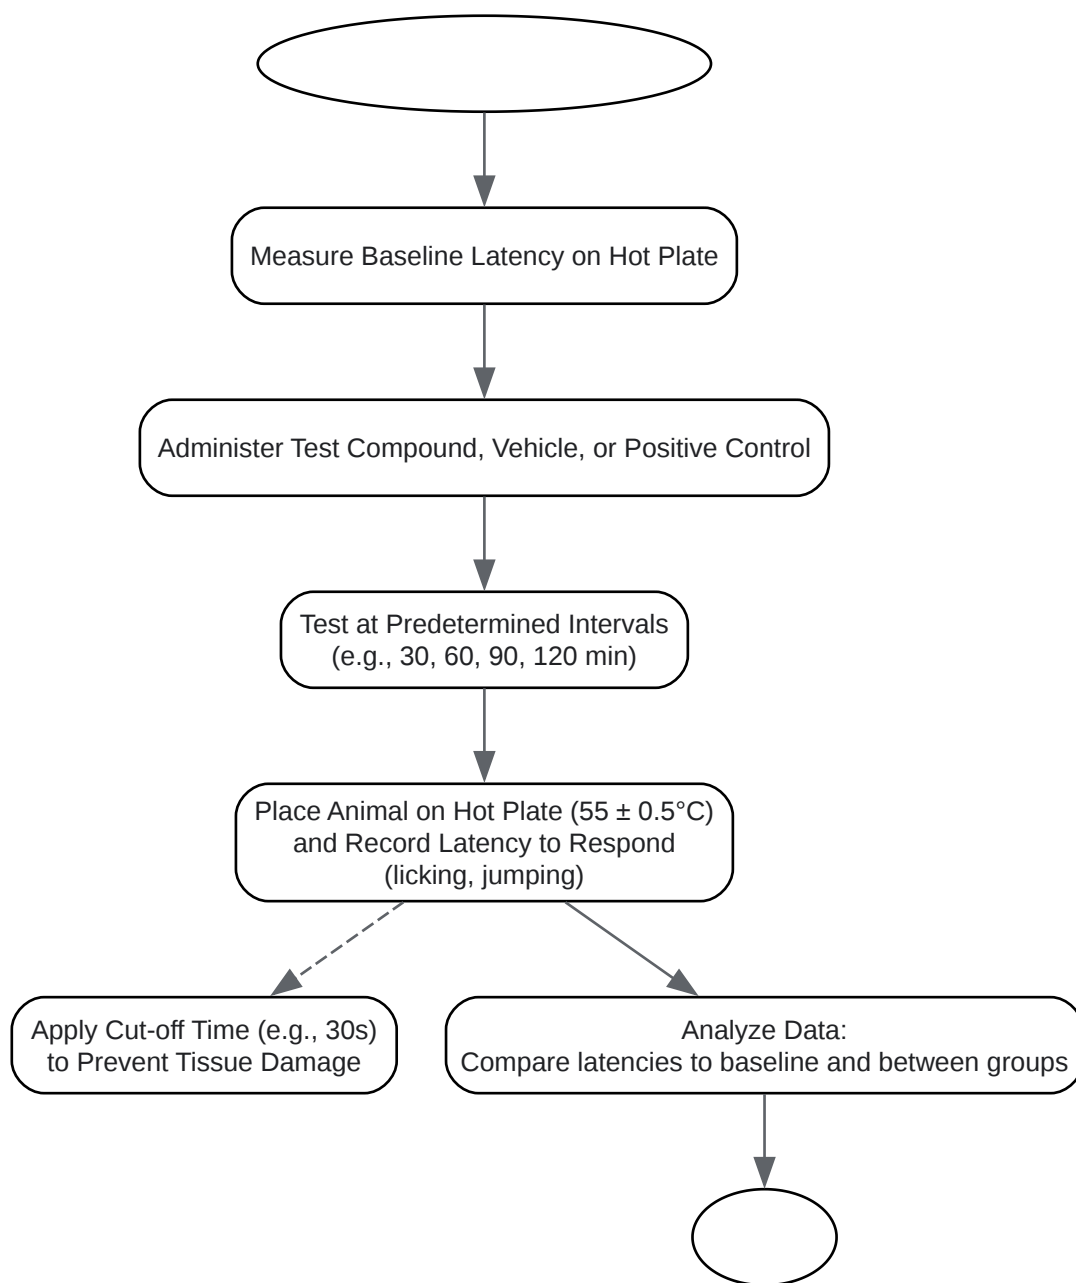 Measure Baseline Latency on Hot Plate
Administer Test Compound, Vehicle, or Positive Control
Test at Predetermined Intervals
(e.g., 30, 60, 90, 120 min)
Place Animal on Hot Plate (55 ± 0.5°C)
and Record Latency to Respond
(licking, jumping)
Apply Cut-off Time (e.g., 30s)
to Prevent Tissue Damage
Analyze Data:
Compare latencies to baseline and between groups